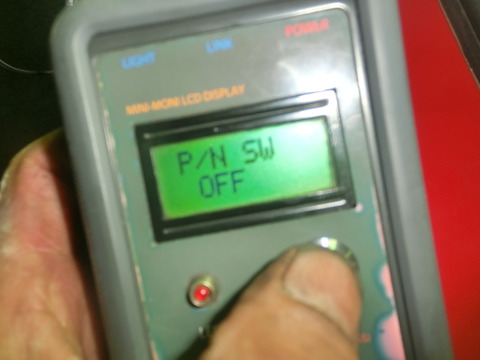 LIGHT LINK POWER
MINI-MONI LCD DISPLAY
P/N SW
OFF